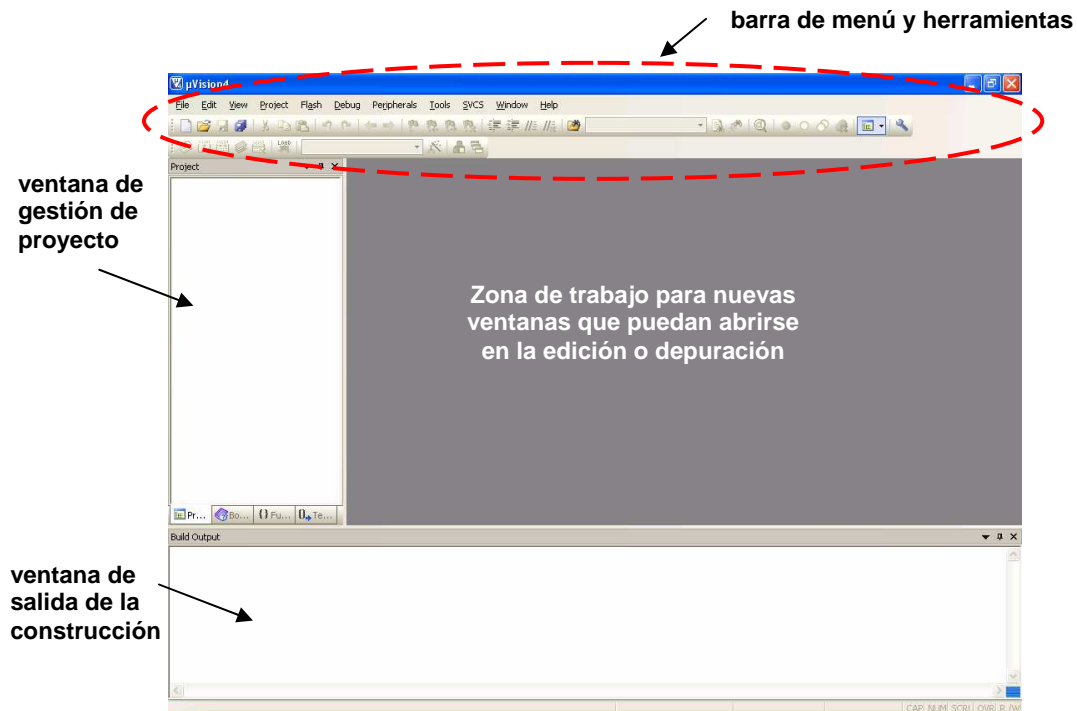 barra de menú y herramientas
µVision4
File Edit View Project Flash Debug Peripherals Tools SVCS Window Help
LOAD
Project
ventana de
gestión de
proyecto
Zona de trabajo para nuevas
ventanas que puedan abrirse
en la edición o depuración
Pr... Bo... {} Fu... 0 Te...
Build Output
ventana de
salida de la
construcción
CAP NUM SCRL OVR R /W